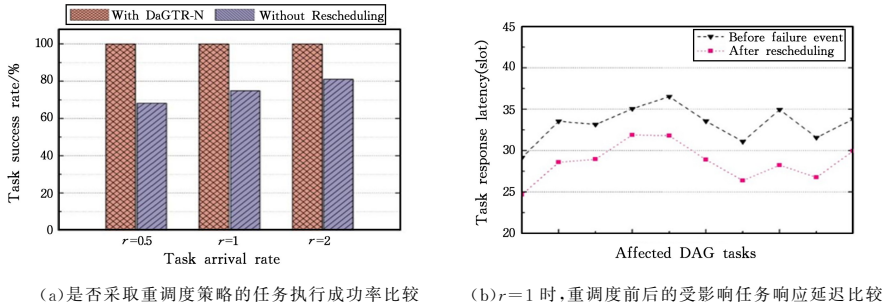 With DaGTR-N Without Rescheduling
Task success rate/%
100
80
60
40
20
0
r=0.5 r=1 r=2
Task arrival rate
(a)是否采取重调度策略的任务执行成功率比较
Before failure event
After rescheduling
Task response latency(slot)
45
40
35
30
25
20
Affected DAG tasks
(b)r=1时,重调度前后的受影响任务响应延迟比较